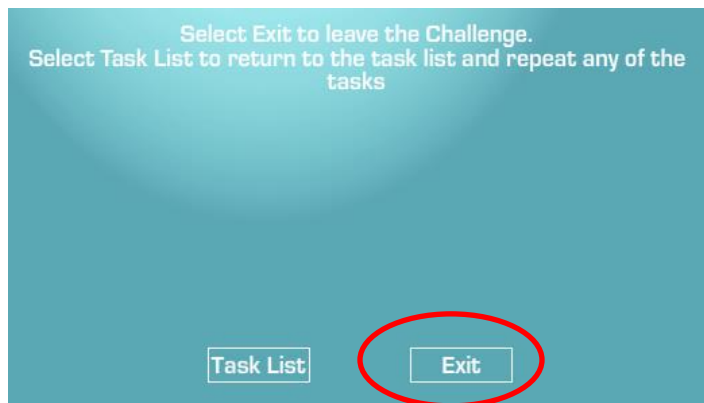 Select Exit to leave the Challenge.
Select Task List to return to the task list and repeat any of the
tasks
Task List
Exit